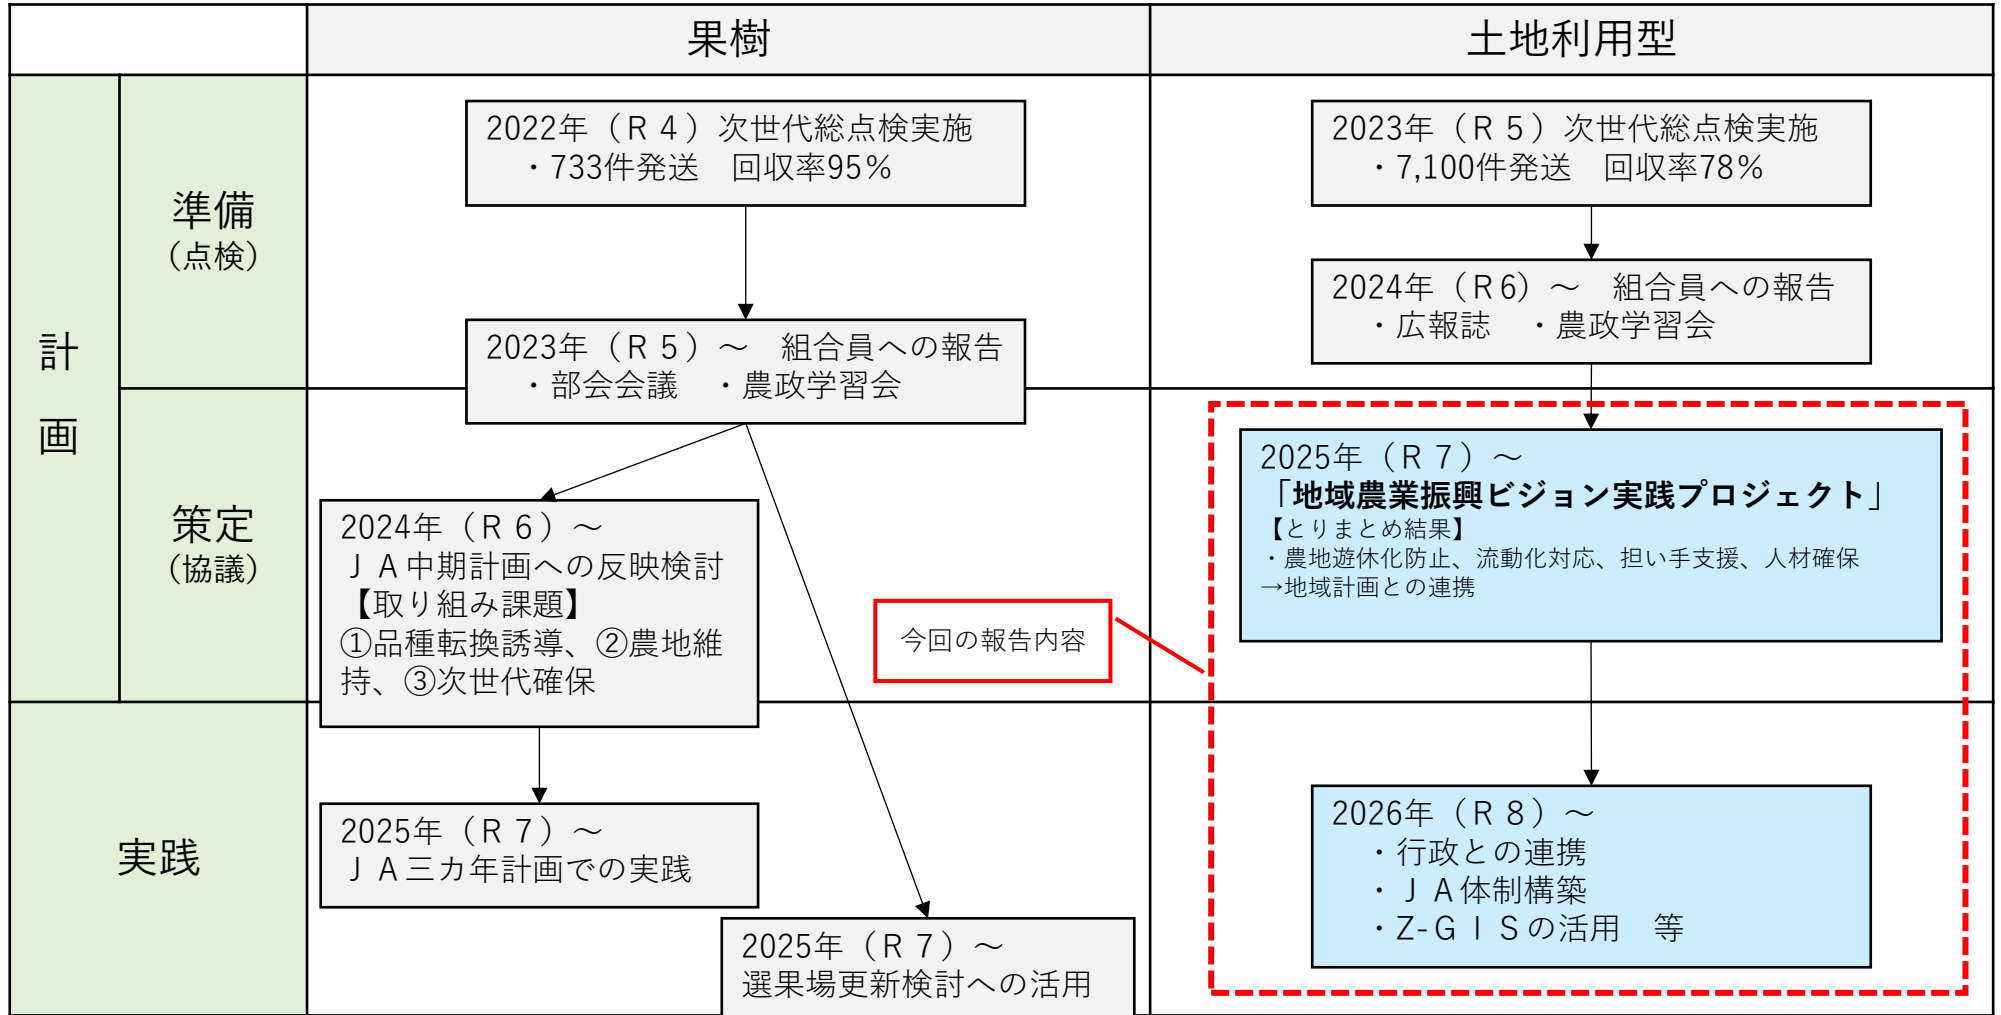 果樹
土地利用型
計画
準備
(点検)
策定
(協議)
実践
2022年（R４）次世代総点検実施
・733件発送　回収率95%
2023年（R５）～　組合員への報告
・部会会議　・農政学習会
2024年（R６）～
ＪＡ中期計画への反映検討
【取り組み課題】
①品種転換誘導、②農地維
持、③次世代確保
2025年（R７）～
ＪＡ三カ年計画での実践
2025年（R７）～
選果場更新検討への活用
2023年（R５）次世代総点検実施
・7,100件発送　回収率78%
2024年（R6）～　組合員への報告
・広報誌　・農政学習会
2025年（R７）～
「地域農業振興ビジョン実践プロジェクト」
【とりまとめ結果】
・農地遊休化防止、流動化対応、担い手支援、人材確保
→地域計画との連携
今回の報告内容
2026年（R８）～
・行政との連携
・ＪＡ体制構築
・Z-ＧＩＳの活用　等